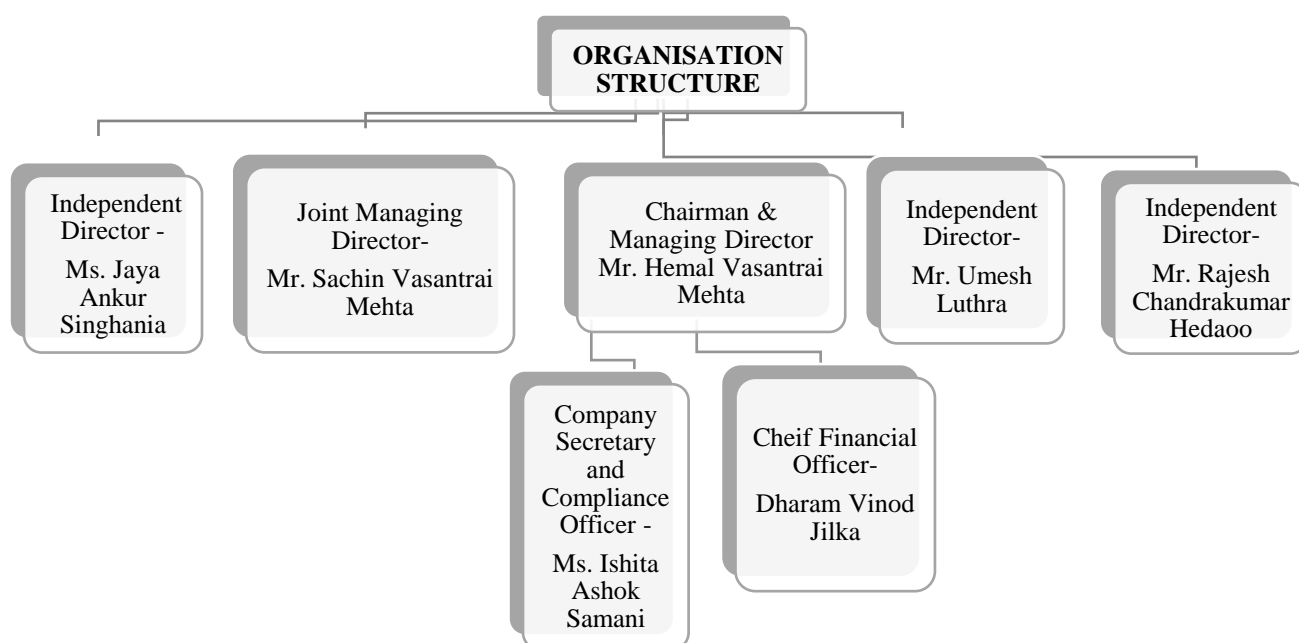 ORGANISATION
STRUCTURE
Independent
Director -
Ms. Jaya
Ankur
Singhania
Joint Managing
Director-
Mr. Sachin Vasantrai
Mehta
Chairman &
Managing Director
Mr. Hemal Vasantrai
Mehta
Independent
Director-
Mr. Umesh
Luthra
Independent
Director-
Mr. Rajesh
Chandrakumar
Hedaoo
Company
Secretary
and
Compliance
Officer -
Ms. Ishita
Ashok
Samani
Cheif Financial
Officer-
Dharam Vinod
Jilka